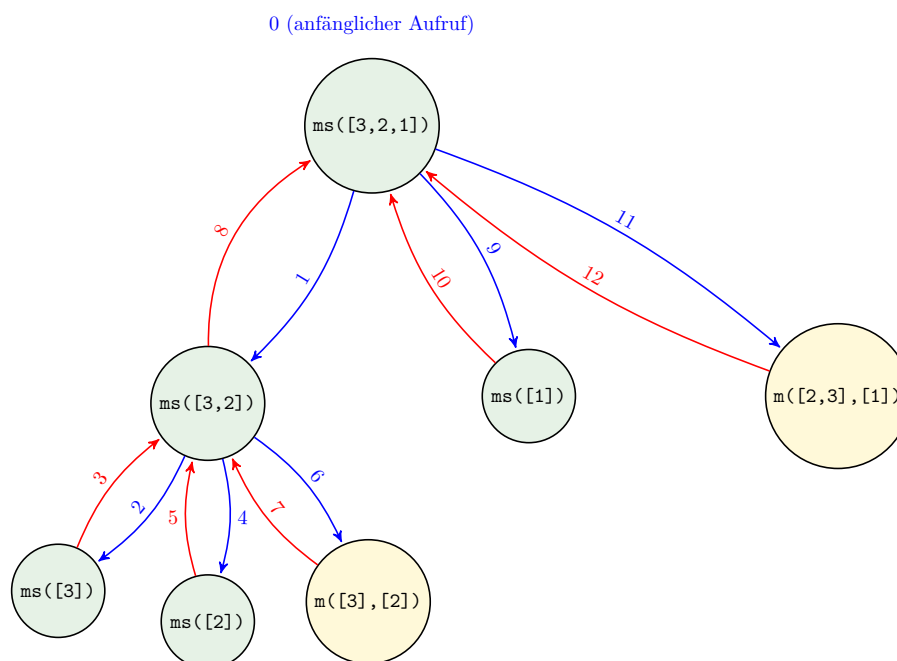 0 (anfänglicher Aufruf)
ms([3,2,1])
8
1
9
10
11
12
ms([3,2])
ms([1])
m([2,3],[1])
3
2
5
4
7
6
ms([3])
ms([2])
m([3],[2])